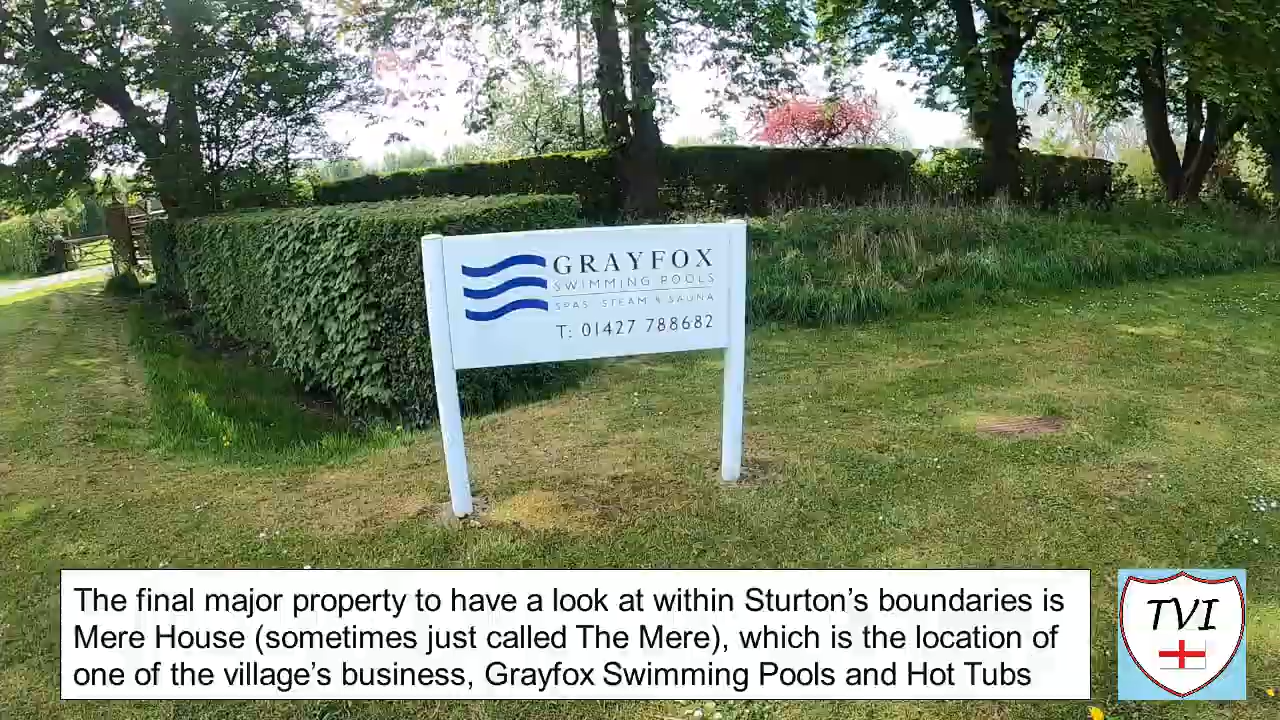 GRAYFOX
SWIMMING POOLS
SPAS, STEAM & SAUNA
T: 01427 788682
The final major property to have a look at within Sturton's boundaries is
Mere House (sometimes just called The Mere), which is the location of
one of the village's business, Grayfox Swimming Pools and Hot Tubs
TVI